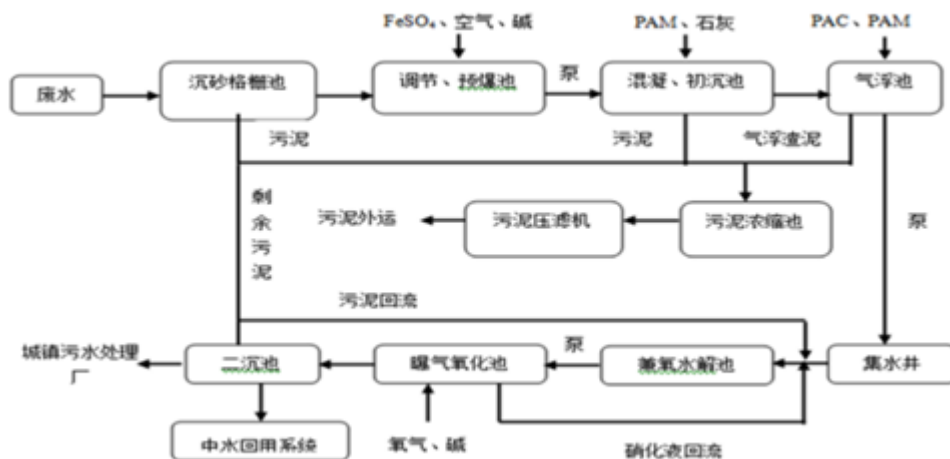 FeSO₄、空气、碱
PAM、石灰
PAC、PAM
废水
沉砂格栅池
调节、预爆池
泵
混凝、初沉池
气浮池
污泥
污泥
气浮渣泥
剩余污泥
污泥外运
污泥压滤机
污泥浓缩池
泵
污泥回流
城镇污水处理
厂
二沉池
曝气氧化池
泵
兼氧水解池
集水井
中水回用系统
氧气、碱
硝化液回流